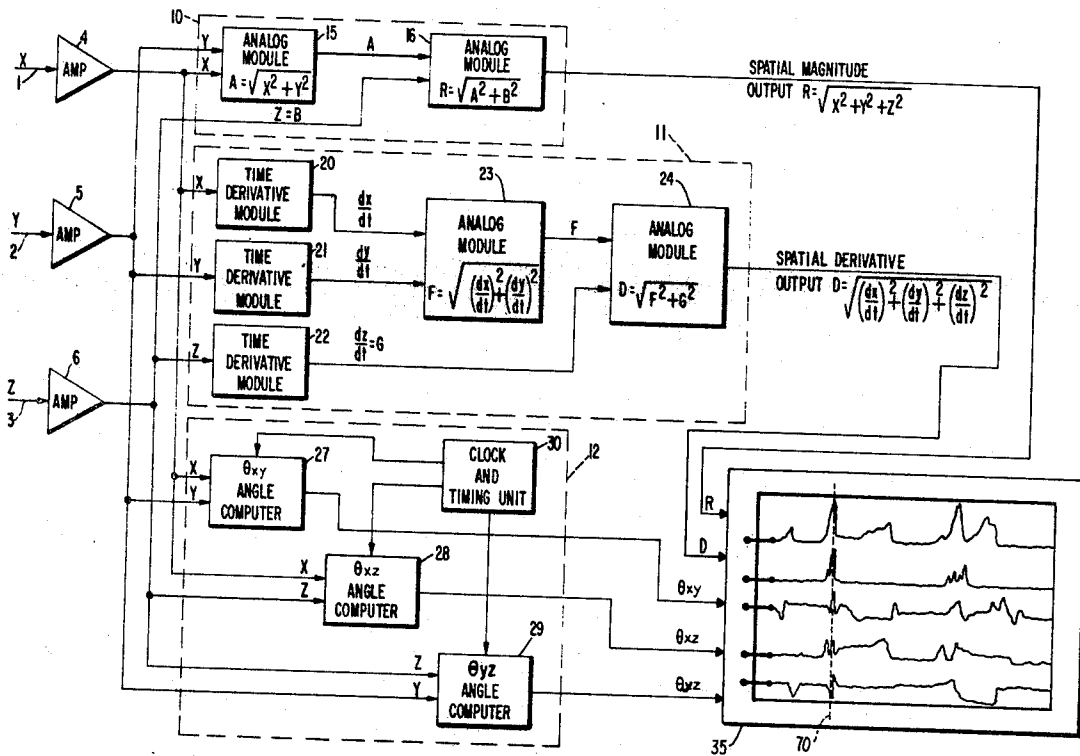 10
15
16
4
X
1
AMP
Y
X
ANALOG
MODULE
A=√X²+Y²
A
ANALOG
MODULE
R=√A²+B²
Z=B
SPATIAL MAGNITUDE
OUTPUT R=√X²+Y²+Z²
11
5
Y
2
AMP
X
TIME
DERIVATIVE
MODULE
20
dx/dt
Y
TIME
DERIVATIVE
MODULE
21
dy/dt
Z
TIME
DERIVATIVE
MODULE
22
dz/dt=G
23
ANALOG
MODULE
F=√(dx/dt)²+(dy/dt)²
F
24
ANALOG
MODULE
D=√F²+G²
SPATIAL DERIVATIVE
OUTPUT D=√(dx/dt)²+(dy/dt)²+(dz/dt)²
6
Z
3
AMP
X
Y
θxy
ANGLE
COMPUTER
27
CLOCK
AND
TIMING UNIT
30
12
X
Z
θxz
ANGLE
COMPUTER
28
Z
Y
θyz
ANGLE
COMPUTER
29
R
D
θxy
θxz
θxz
35
70